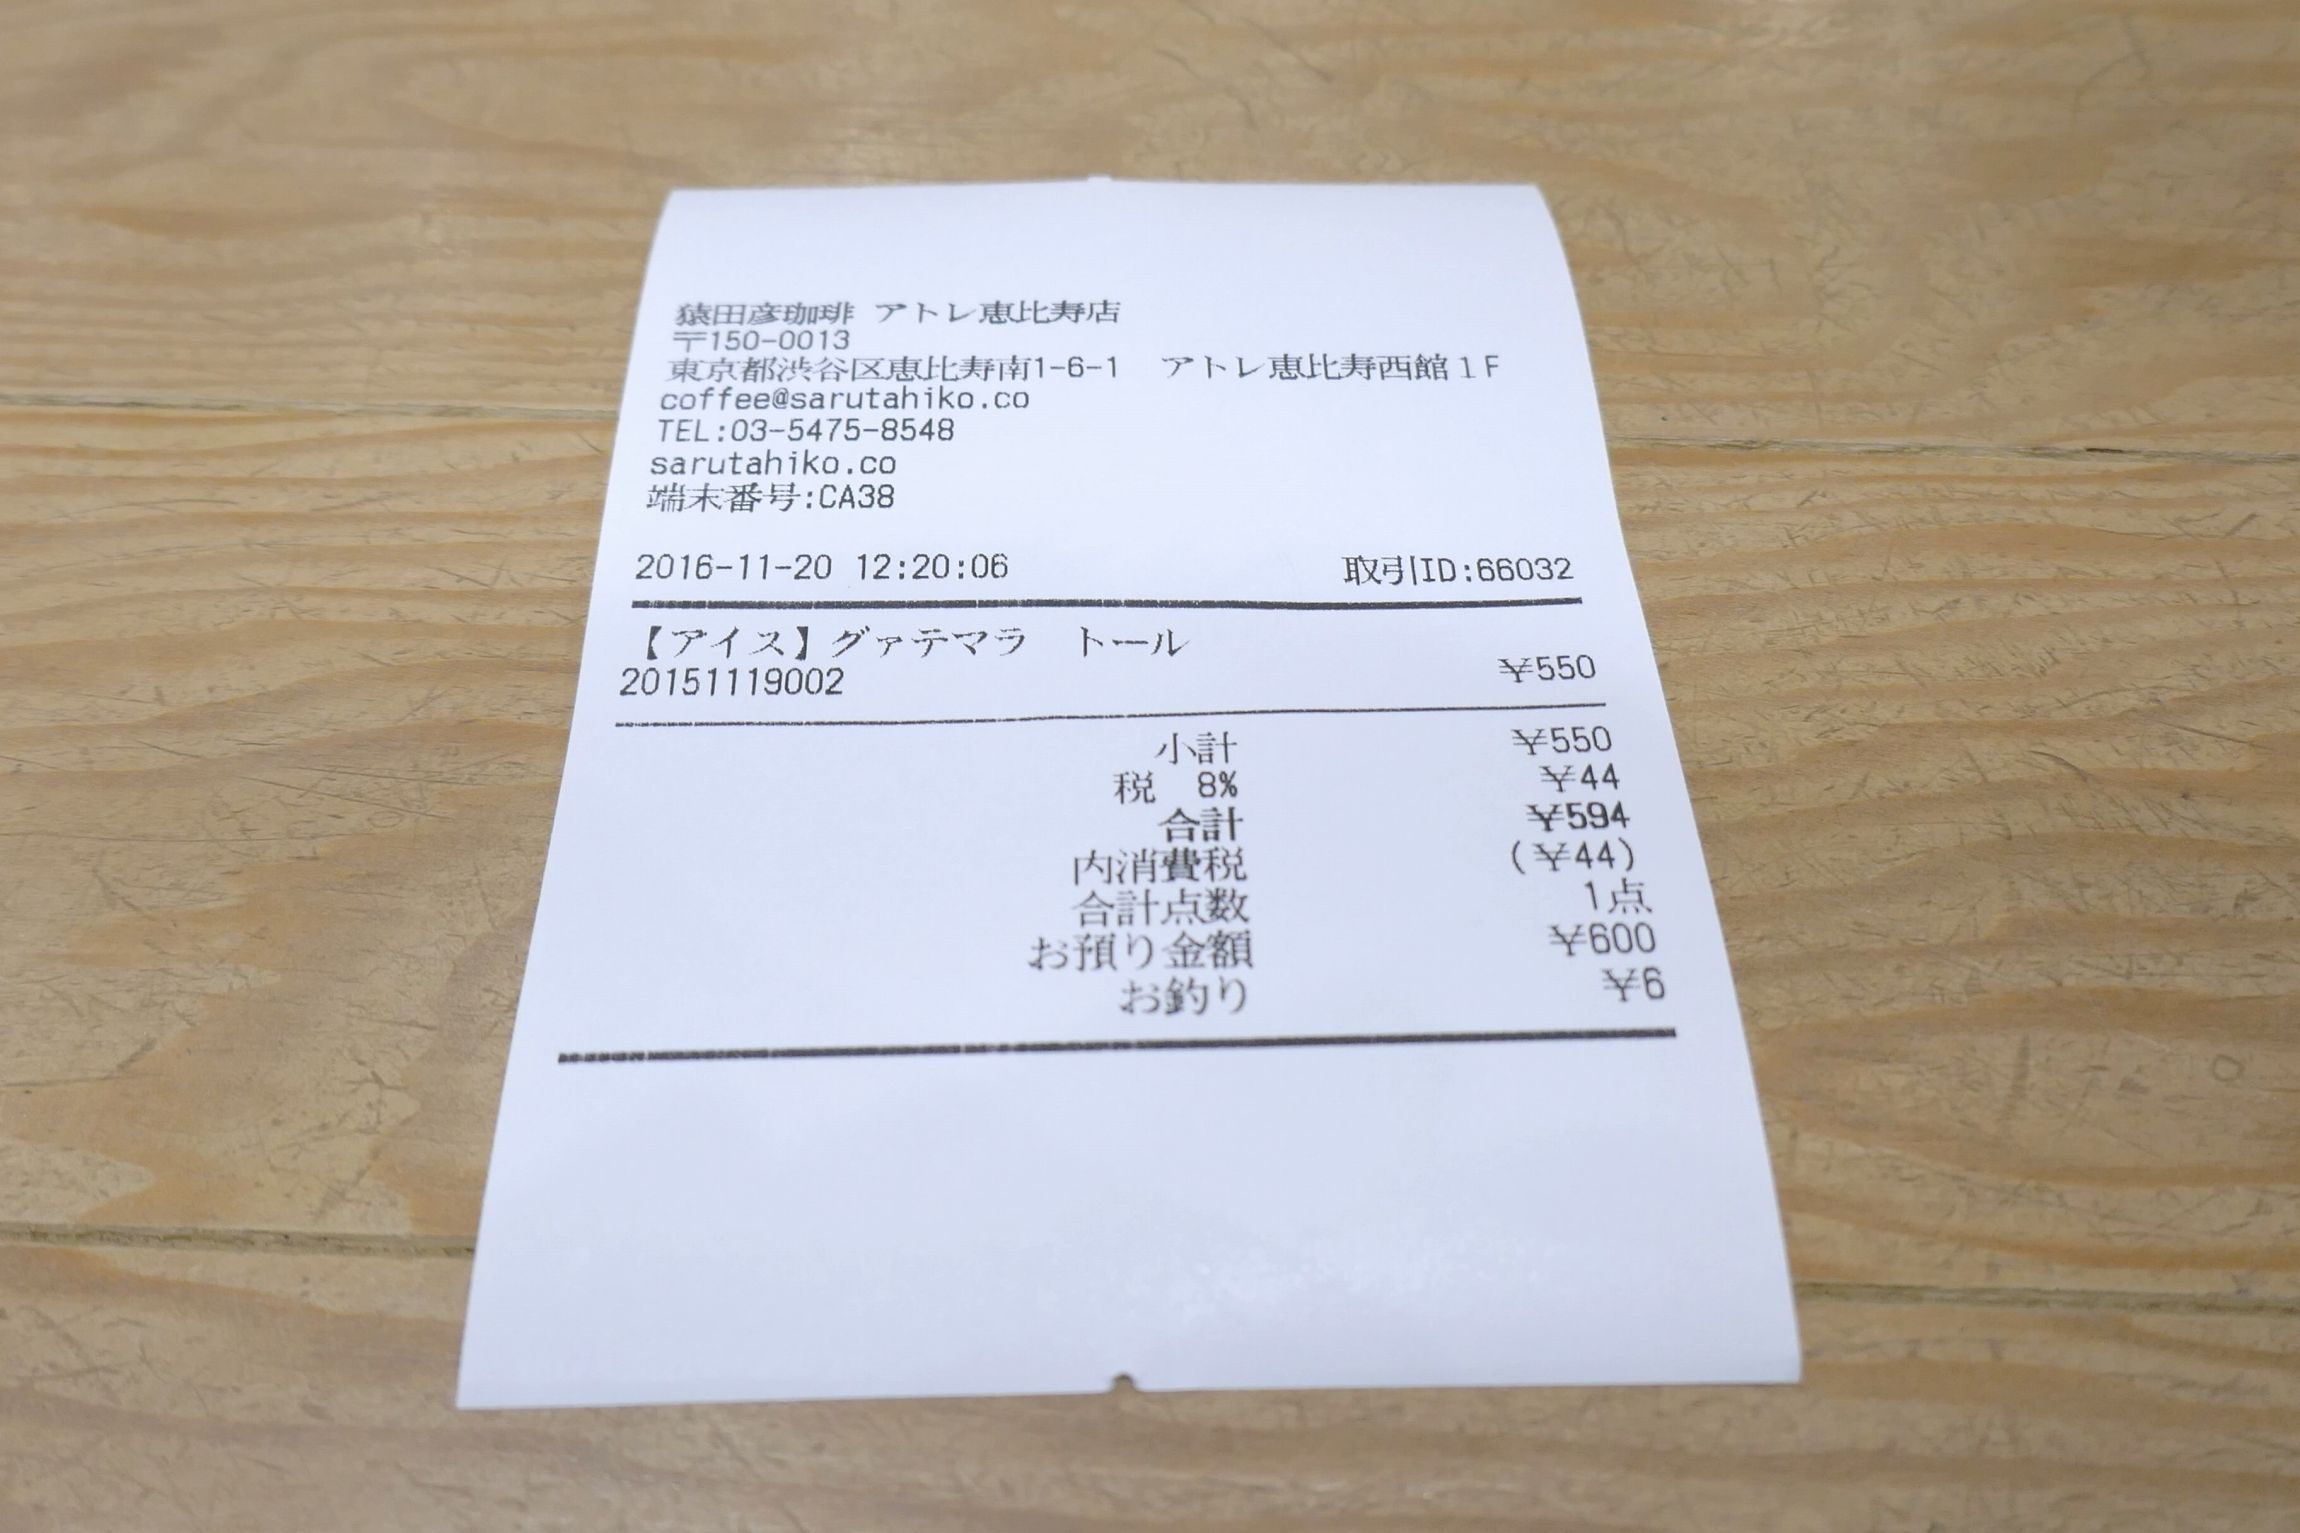 猿田彦珈琲 アトレ恵比寿店
〒150-0013
東京都渋谷区恵比寿南1-6-1　アトレ恵比寿西館１F
coffee@sarutahiko.co
TEL:03-5475-8548
sarutahiko.co
端末番号:CA38
2016-11-20 12:20:06 取引ID:66032
【アイス】グァテマラ　トール
20151119002 ¥550
小計 ¥550
税 8% ¥44
合計 ¥594
内消費税 (¥44)
合計点数 1点
お預り金額 ¥600
お釣り ¥6